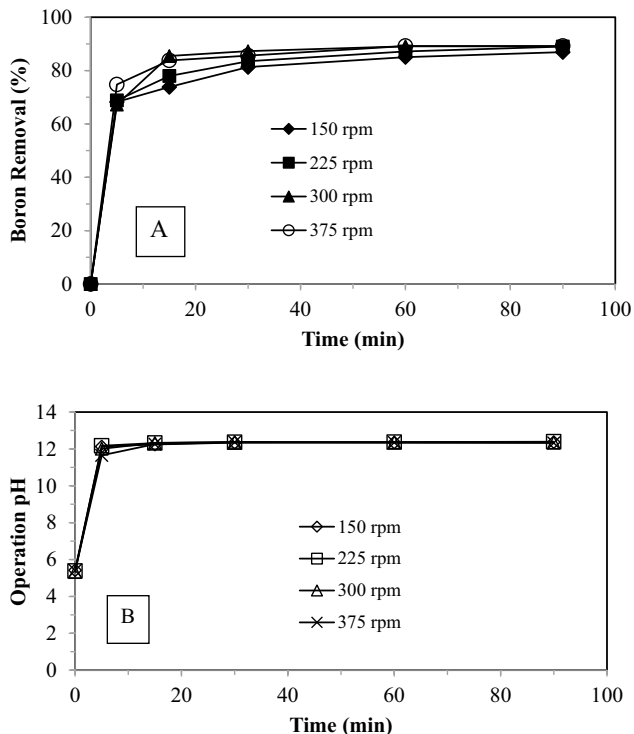 100
80
60
40
20
0
Boron Removal (%)
150 rpm
225 rpm
300 rpm
375 rpm
A
0 20 40 60 80 100
Time (min)
14
12
10
8
6
4
2
0
Operation pH
150 rpm
225 rpm
300 rpm
375 rpm
B
0 20 40 60 80 100
Time (min)